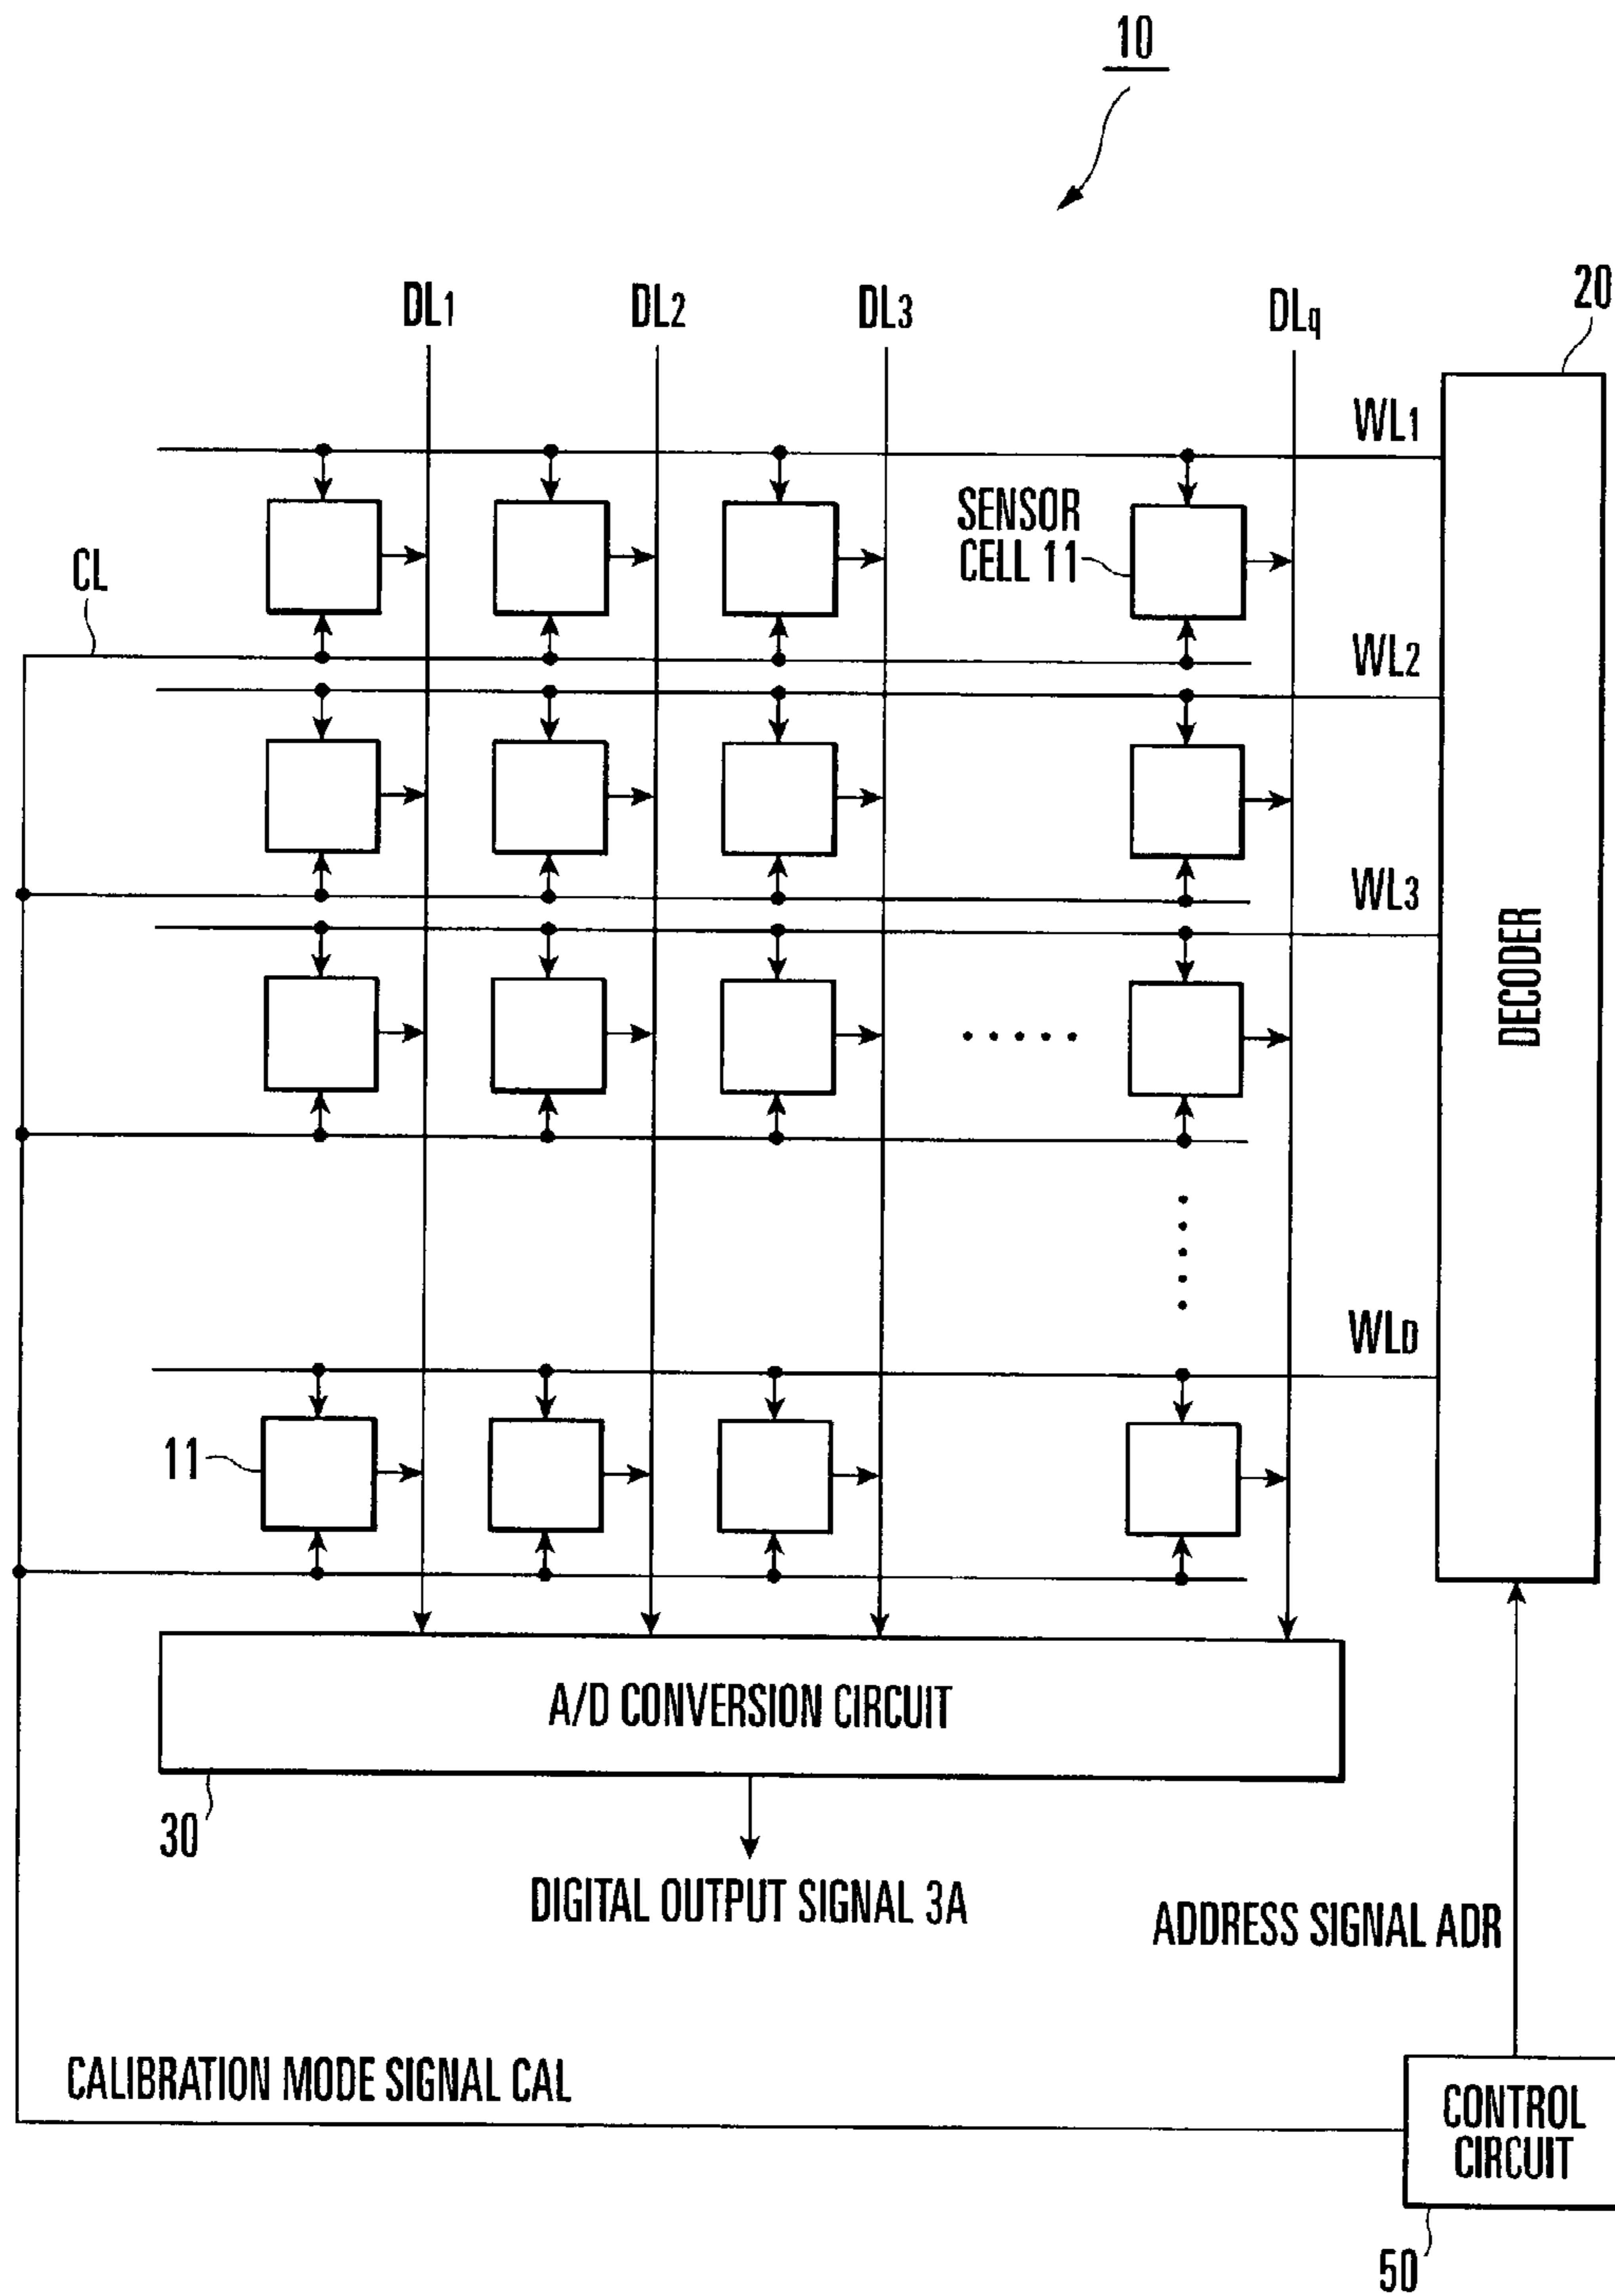 10
DL1 DL2 DL3 DLq
20
WL1
SENSOR
CELL 11
CL
WL2
WL3
DECODER
WLD
11
A/D CONVERSION CIRCUIT
30
DIGITAL OUTPUT SIGNAL 3A
ADDRESS SIGNAL ADR
CALIBRATION MODE SIGNAL CAL
CONTROL
CIRCUIT
50